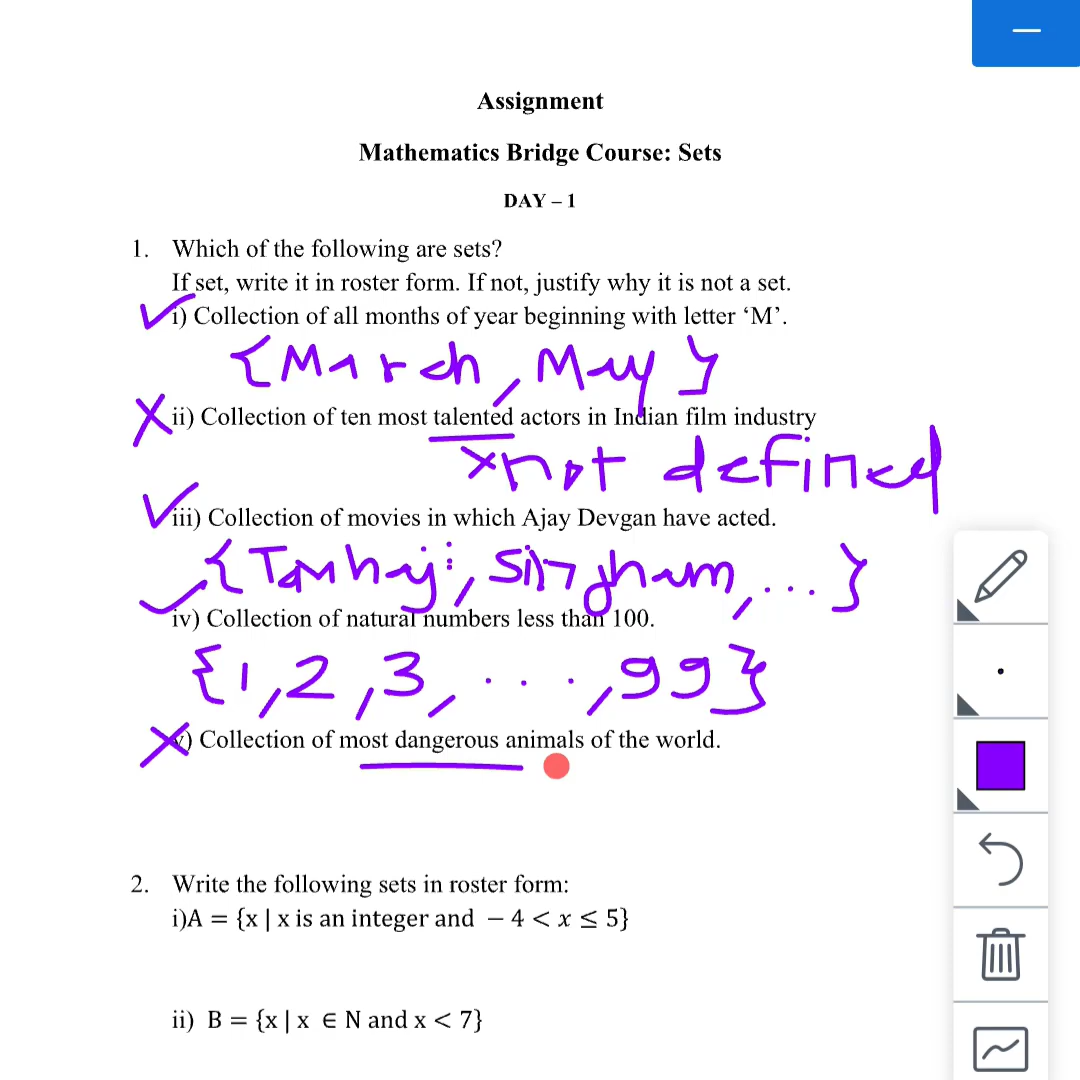 Assignment
Mathematics Bridge Course: Sets
DAY – 1
1. Which of the following are sets?
If set, write it in roster form. If not, justify why it is not a set.
i) Collection of all months of year beginning with letter ‘M’.
{March, May}
ii) Collection of ten most talented actors in Indian film industry
not defined
iii) Collection of movies in which Ajay Devgan have acted.
{Tanhaji, Singham, ...}
iv) Collection of natural numbers less than 100.
{1,2,3, ...,99}
v) Collection of most dangerous animals of the world.
2. Write the following sets in roster form:
i)A = {x | x is an integer and – 4 < x ≤ 5}
ii) B = {x | x ∈ N and x < 7}